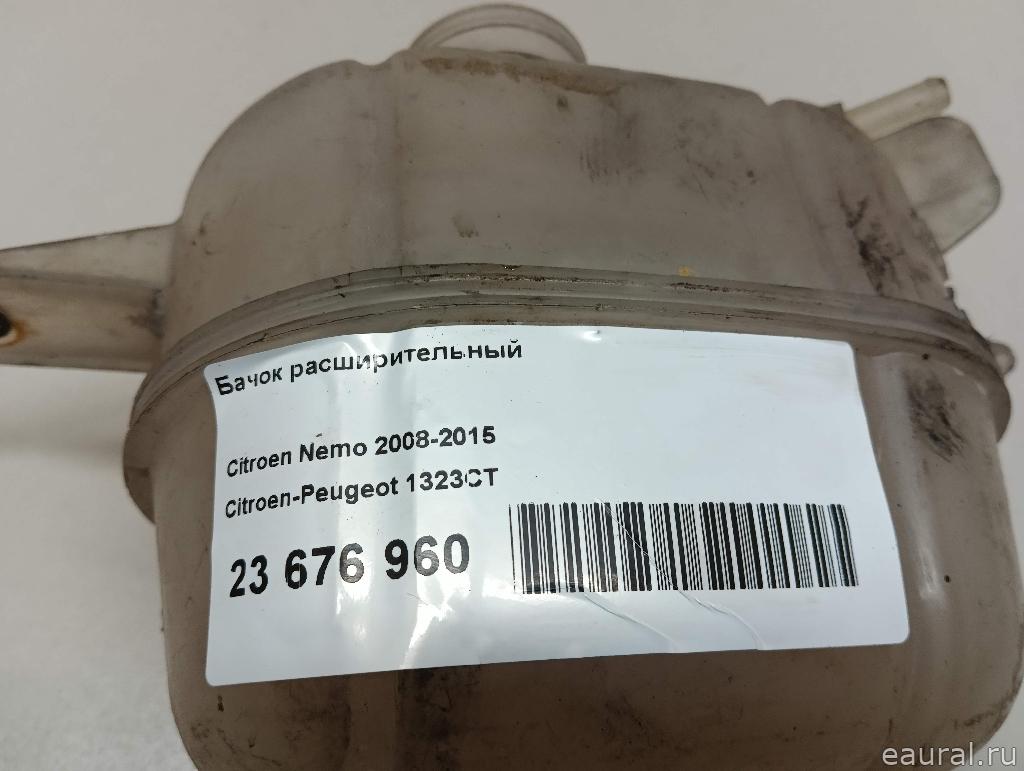 Бачок расширительный
Citroen Nemo 2008-2015
Citroen-Peugeot 1323CT
23 676 960
eaural.ru